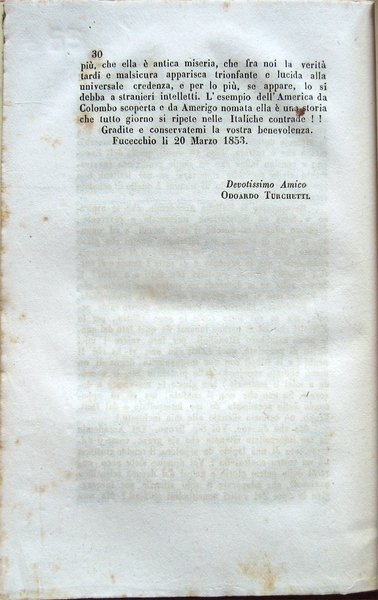 30
più, che ella è antica miseria, che fra noi la verità
tardi e malsicura apparisca trionfante e lucida alla
universale credenza, e per lo più, se appare, lo si
debba a stranieri intelletti. L'esempio dell'America da
Colombo scoperta e da Amerigo nomata ella è una storia
che tutto giorno si ripete nelle Italiche contrade ! !
Gradite e conservatemi la vostra benevolenza.
Fucecchio li 20 Marzo 1853.
Devotissimo Amico
ODOARDO TURCHETTI.